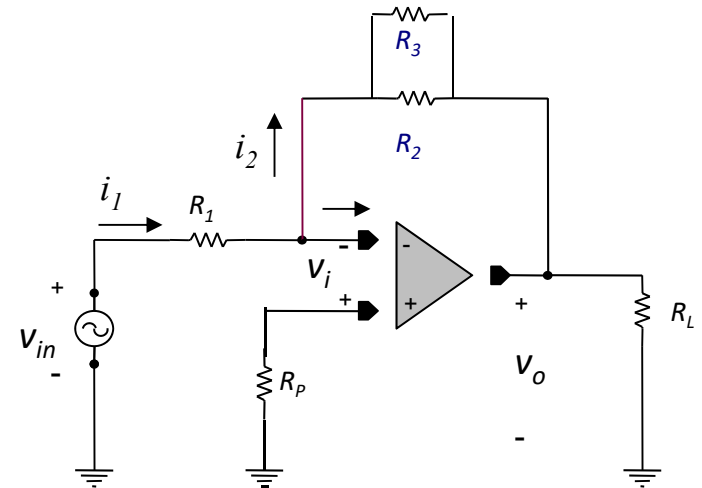 R3
R2
i2
i1
R1
-
vi
-
+
+
+
vin
-
RP
+
vo
-
RL